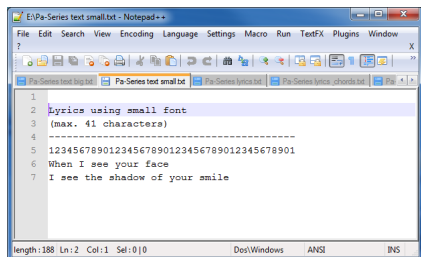 E:\Pa-Series text small.txt - Notepad++
File Edit Search View Encoding Language Settings Macro Run TextFX Plugins Window
? X
Pa-Series text big.txt Pa-Series text small.txt Pa-Series lyrics.txt Pa-Series lyrics_chords.txt Pa
1
2 Lyrics using small font
3 (max. 41 characters)
4 -----------------------------------------
5 12345678901234567890123456789012345678901
6 When I see your face
7 I see the shadow of your smile
length : 188 Ln : 2 Col : 1 Sel : 0 | 0 Dos\Windows ANSI INS